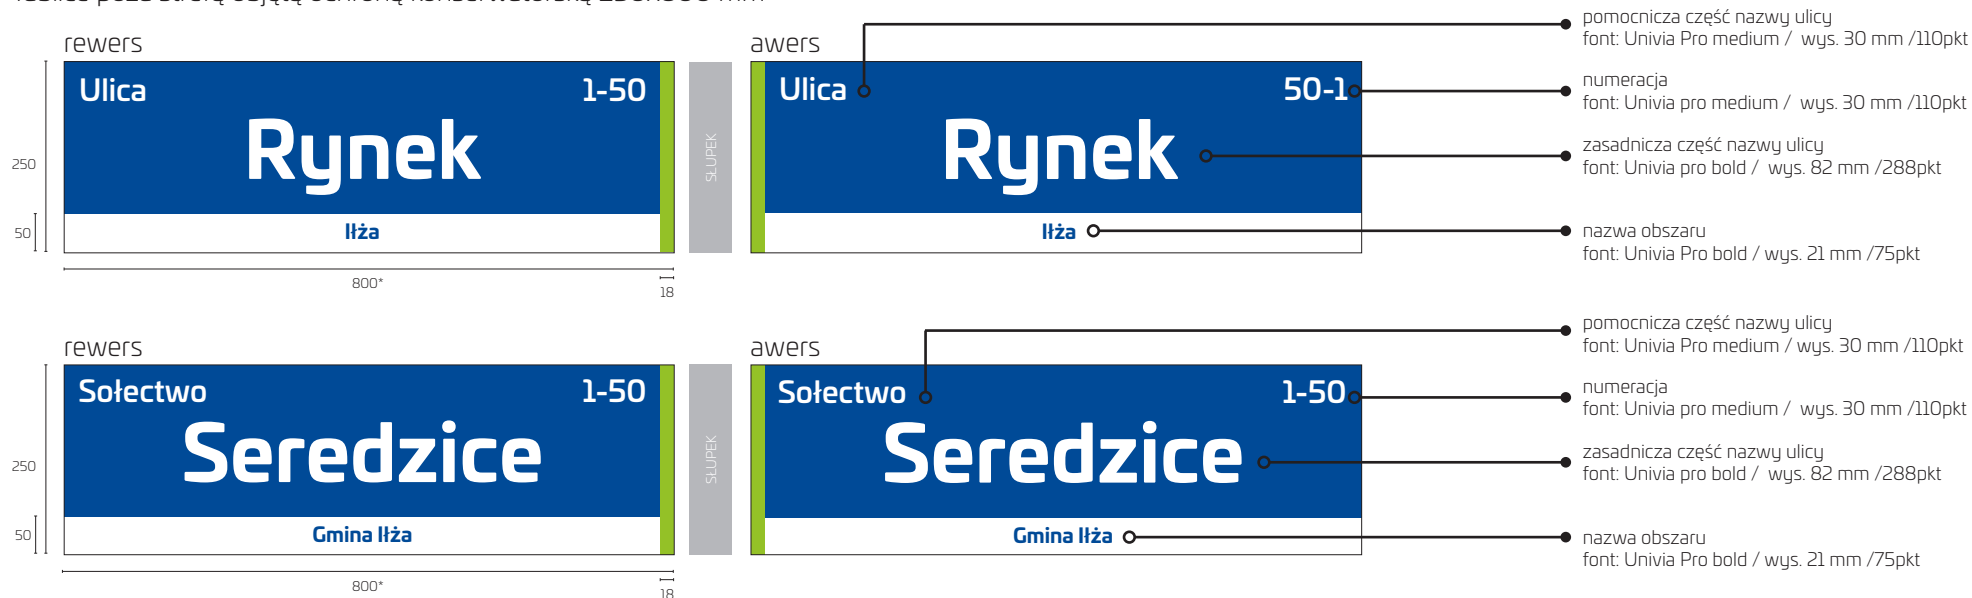 rewers
Ulica 1-50
Rynek
Iłża
250
50
800*
18
SŁUPEK
awers
Ulica 50-1
Rynek
Iłża
pomocnicza część nazwy ulicy
font: Univia Pro medium / wys. 30 mm /110pkt
numeracja
font: Univia pro medium / wys. 30 mm /110pkt
zasadnicza część nazwy ulicy
font: Univia pro bold / wys. 82 mm /288pkt
nazwa obszaru
font: Univia Pro bold / wys. 21 mm /75pkt
rewers
Sołectwo 1-50
Seredzice
Gmina Iłża
250
50
800*
18
SŁUPEK
awers
Sołectwo 1-50
Seredzice
Gmina Iłża
pomocnicza część nazwy ulicy
font: Univia Pro medium / wys. 30 mm /110pkt
numeracja
font: Univia pro medium / wys. 30 mm /110pkt
zasadnicza część nazwy ulicy
font: Univia pro bold / wys. 82 mm /288pkt
nazwa obszaru
font: Univia Pro bold / wys. 21 mm /75pkt